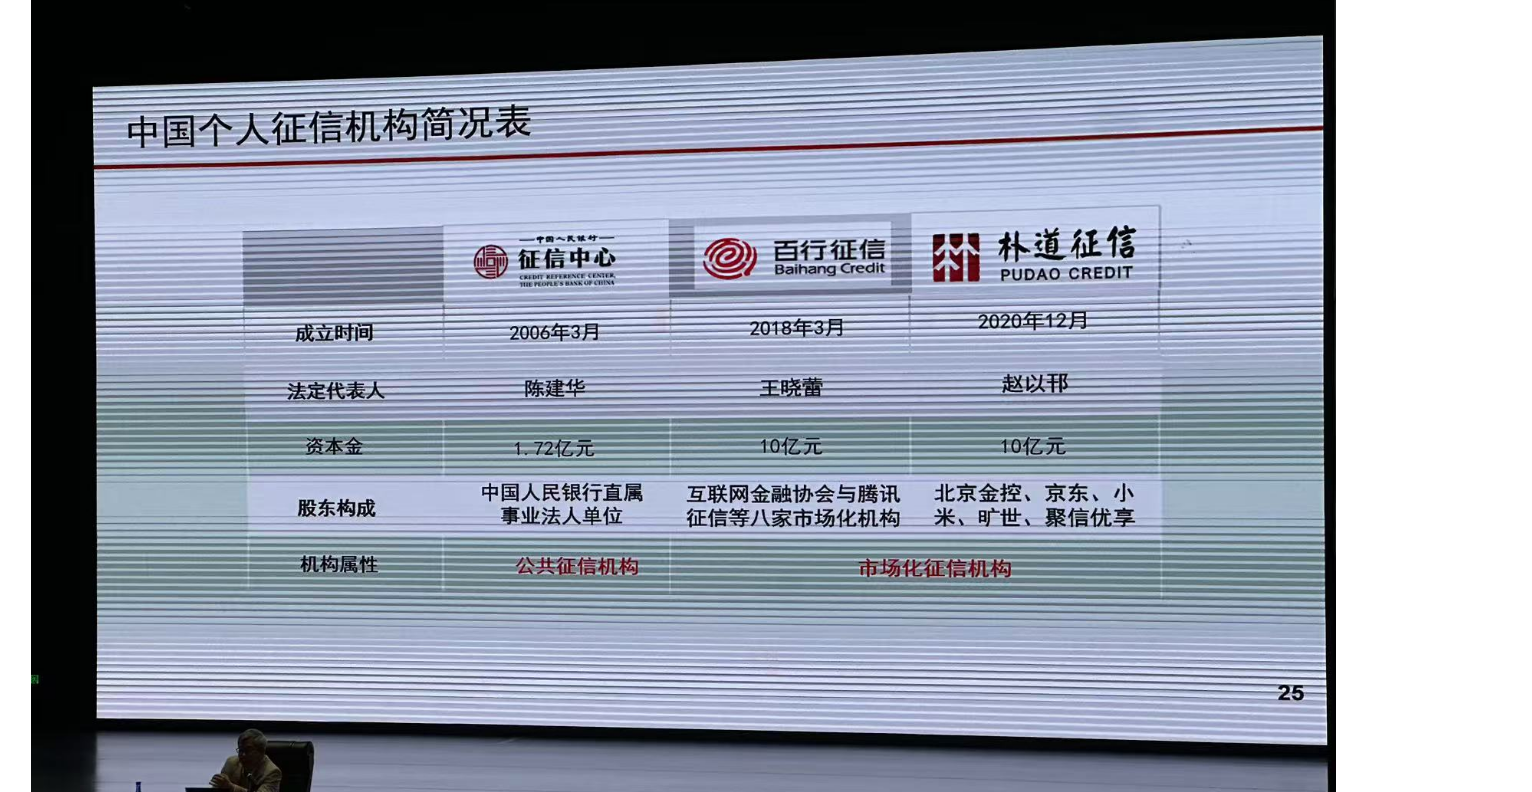 中国个人征信机构简况表
中国人民银行
征信中心
CREDIT REFERENCE CENTER,
THE PEOPLE'S BANK OF CHINA
百行征信
Baihang Credit
朴道征信
PUDAO CREDIT
成立时间
2006年3月
2018年3月
2020年12月
法定代表人
陈建华
王晓蕾
赵以邗
资本金
1.72亿元
10亿元
10亿元
股东构成
中国人民银行直属
事业法人单位
互联网金融协会与腾讯
征信等八家市场化机构
北京金控、京东、小
米、旷世、聚信优享
机构属性
公共征信机构
市场化征信机构
25